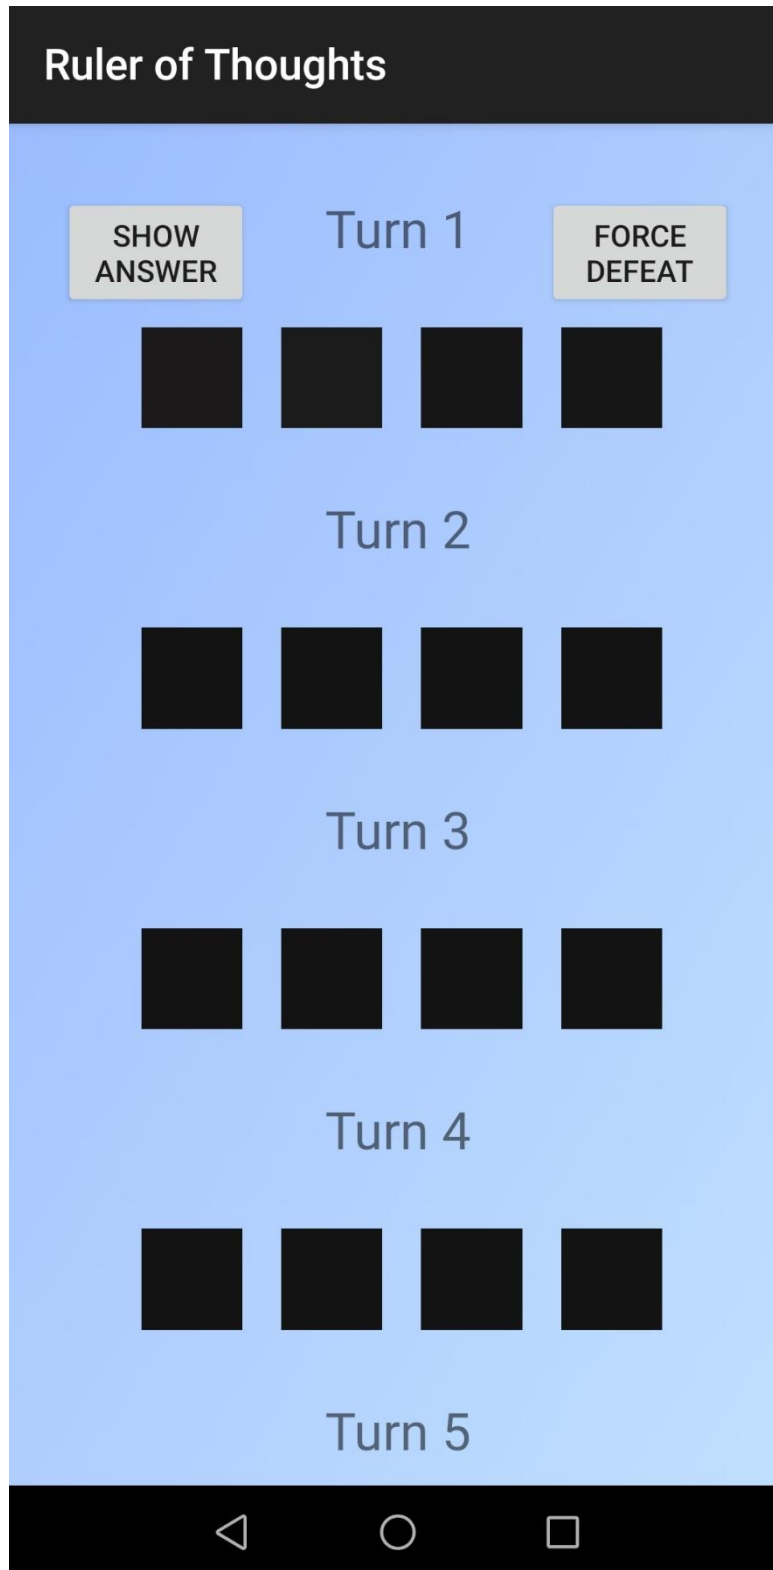 Ruler of Thoughts
SHOW
ANSWER
Turn 1
FORCE
DEFEAT
Turn 2
Turn 3
Turn 4
Turn 5